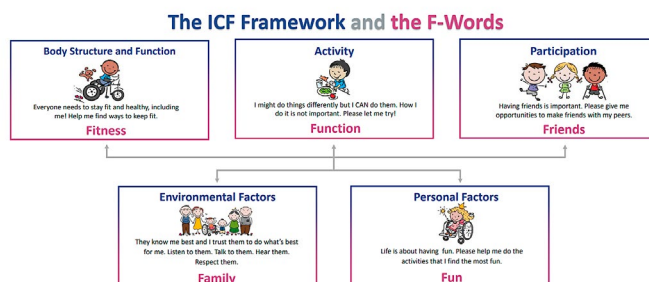 The ICF Framework and the F-Words
Body Structure and Function
Everyone needs to stay fit and healthy, including
me! Help me find ways to keep fit.
Fitness
Activity
I might do things differently but I CAN do them. How I
do it is not important. Please let me try!
Function
Participation
Having friends is important. Please give me
opportunities to make friends with my peers.
Friends
Environmental Factors
They know me best and I trust them to do what's best
for me. Listen to them. Talk to them. Hear them.
Respect them.
Family
Personal Factors
Life is about having fun. Please help me do the
activities that I find the most fun.
Fun